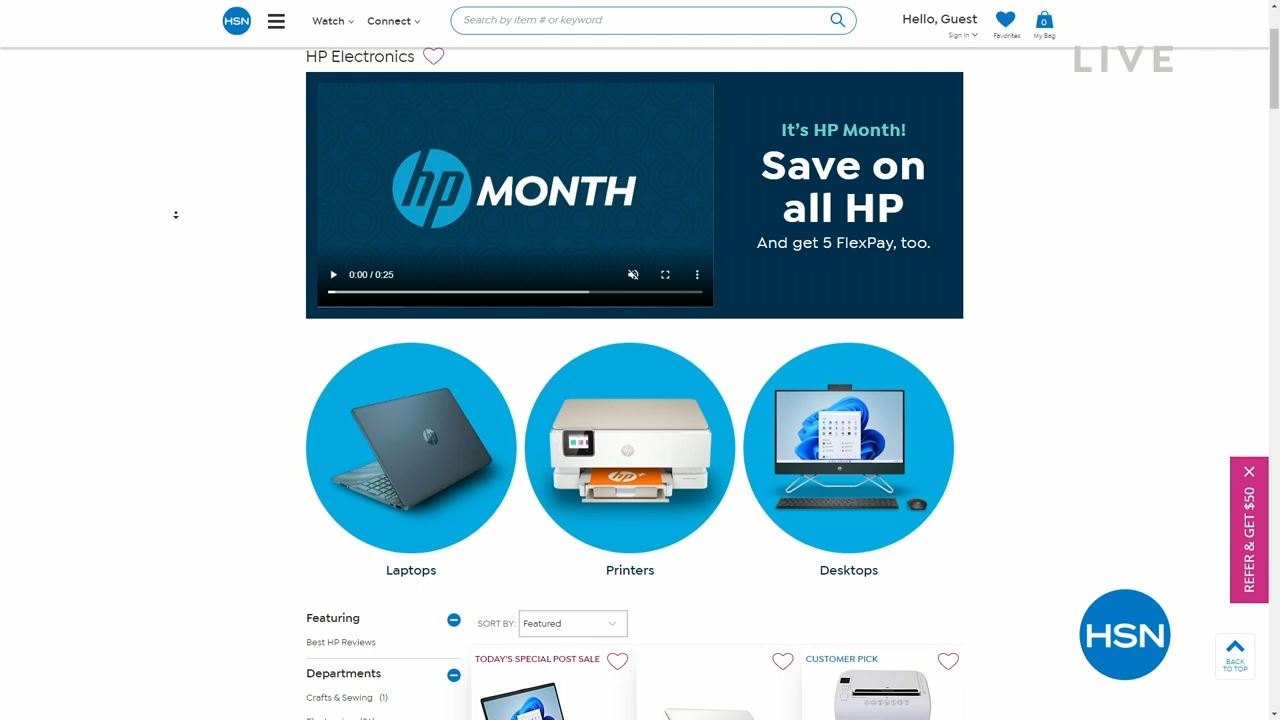 HSN
Watch
Connect
Search by item # or keyword
Hello, Guest
Sign In
Favorites
0
My Bag
HP Electronics
LIVE
hp MONTH
0:00 / 0:25
It's HP Month!
Save on
all HP
And get 5 FlexPay, too.
hp
Laptops
Printers
Desktops
REFER & GET $50
Featuring
Best HP Reviews
SORT BY:
Featured
HSN
BACK
TO TOP
Departments
Crafts & Sewing (1)
TODAY'S SPECIAL POST SALE
CUSTOMER PICK